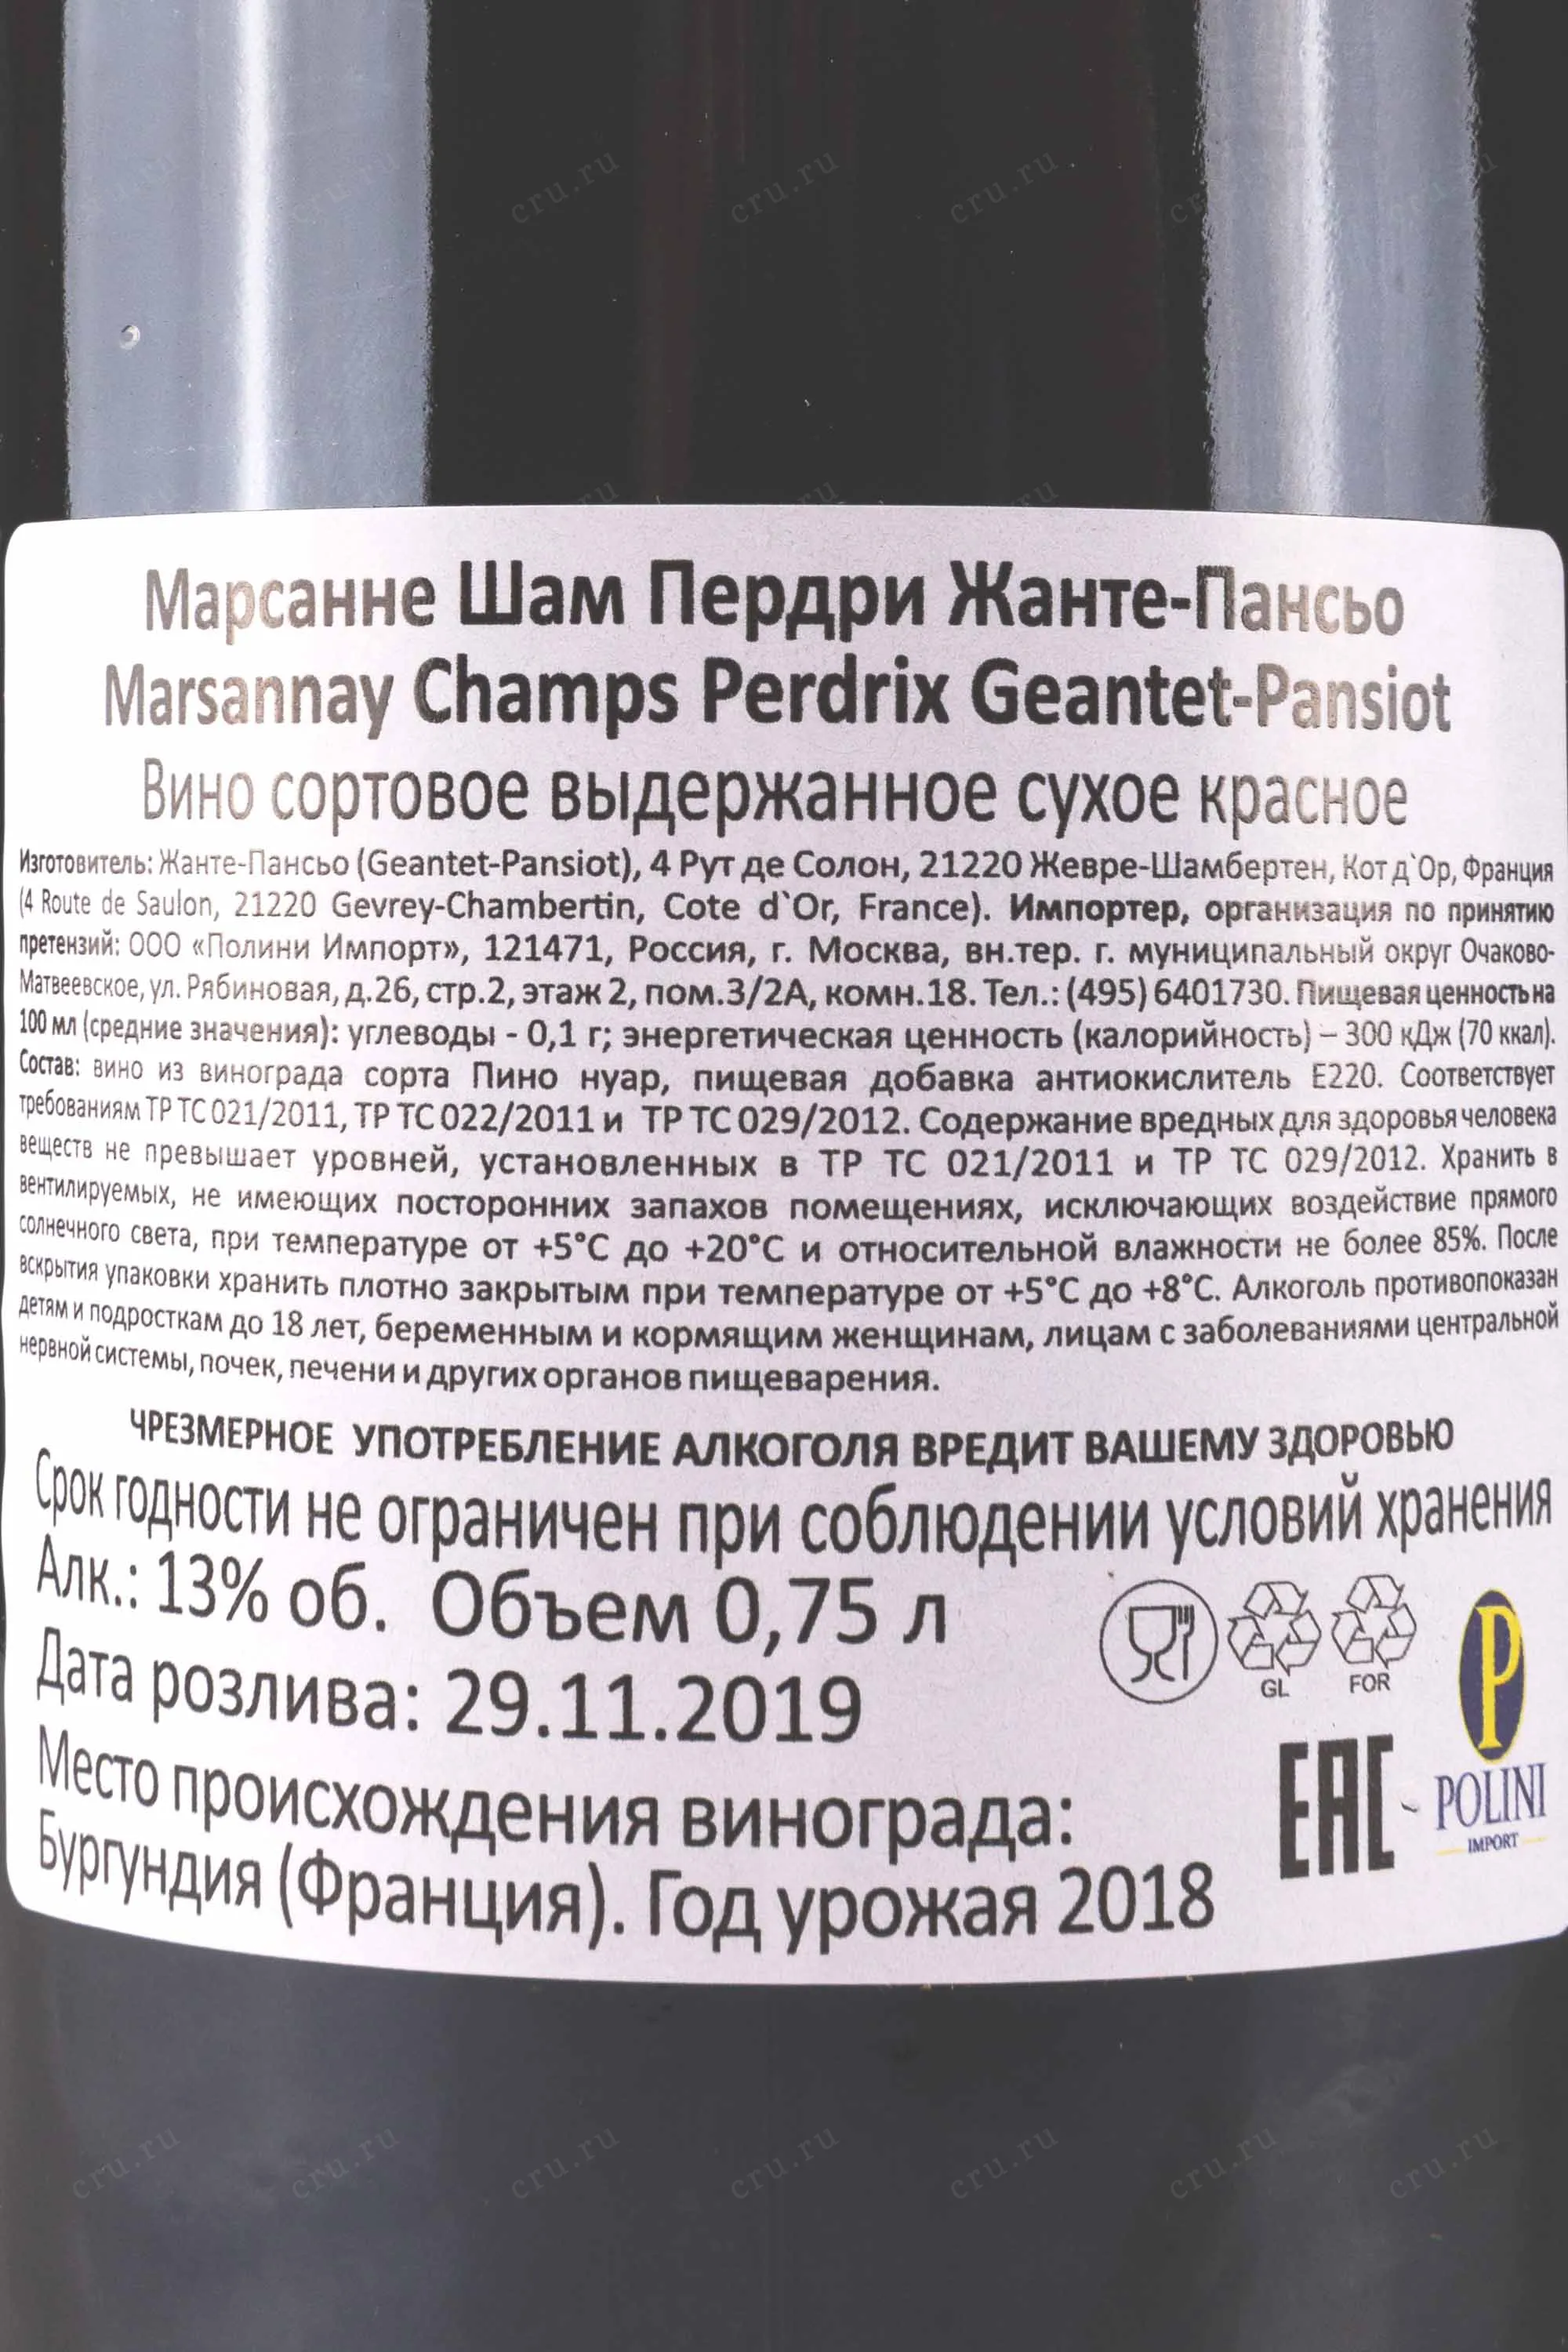 Марсанне Шам Пердри Жанте-Пансьо
Marsannay Champs Perdrix Geantet-Pansiot
Вино сортовое выдержанное сухое красное
Изготовитель: Жанте-Пансьо (Geantet-Pansiot), 4 Рут де Солон, 21220 Жевре-Шамбертен, Кот д`Ор, Франция
(4 Route de Saulon, 21220 Gevrey-Chambertin, Cote d`Or, France). Импортер, организация по принятию
претензий: ООО «Полини Импорт», 121471, Россия, г. Москва, вн.тер. г. муниципальный округ Очаково-
Матвеевское, ул. Рябиновая, д.26, стр.2, этаж 2, пом.3/2А, комн.18. Тел.: (495) 6401730. Пищевая ценность на
100 мл (средние значения): углеводы - 0,1 г; энергетическая ценность (калорийность) – 300 кДж (70 ккал).
Состав: вино из винограда сорта Пино нуар, пищевая добавка антиокислитель Е220. Соответствует
требованиям ТР ТС 021/2011, ТР ТС 022/2011 и ТР ТС 029/2012. Содержание вредных для здоровья человека
веществ не превышает уровней, установленных в ТР ТС 021/2011 и ТР ТС 029/2012. Хранить в
вентилируемых, не имеющих посторонних запахов помещениях, исключающих воздействие прямого
солнечного света, при температуре от +5°С до +20°С и относительной влажности не более 85%. После
вскрытия упаковки хранить плотно закрытым при температуре от +5°С до +8°С. Алкоголь противопоказан
детям и подросткам до 18 лет, беременным и кормящим женщинам, лицам с заболеваниями центральной
нервной системы, почек, печени и других органов пищеварения.
ЧРЕЗМЕРНОЕ УПОТРЕБЛЕНИЕ АЛКОГОЛЯ ВРЕДИТ ВАШЕМУ ЗДОРОВЬЮ
Срок годности не ограничен при соблюдении условий хранения
Алк.: 13% об. Объем 0,75 л
Дата розлива: 29.11.2019
Место происхождения винограда:
Бургундия (Франция). Год урожая 2018
GL
FOR
EAC
P
POLINI
IMPORT
cru.ru